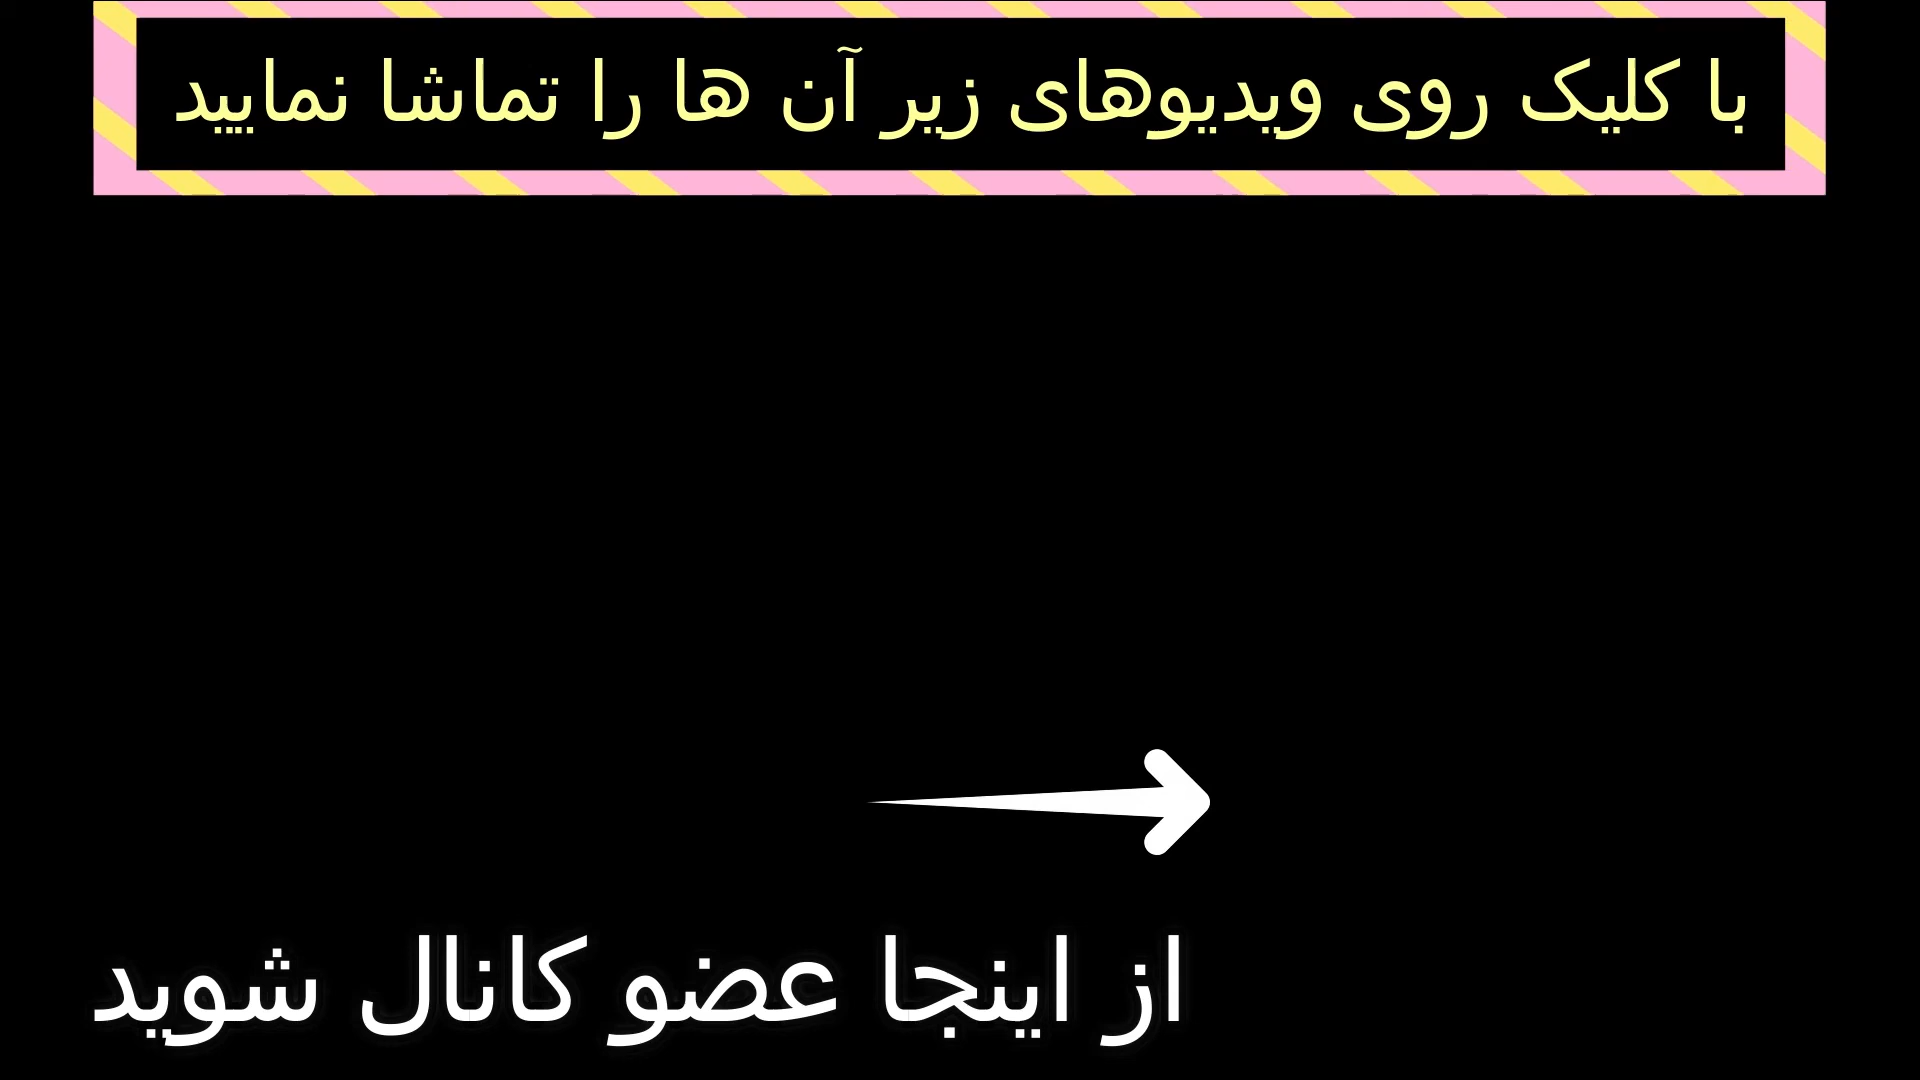 با کلیک روی ویدیوهای زیر آن ها را تماشا نمایید
از اینجا عضو کانال شوید